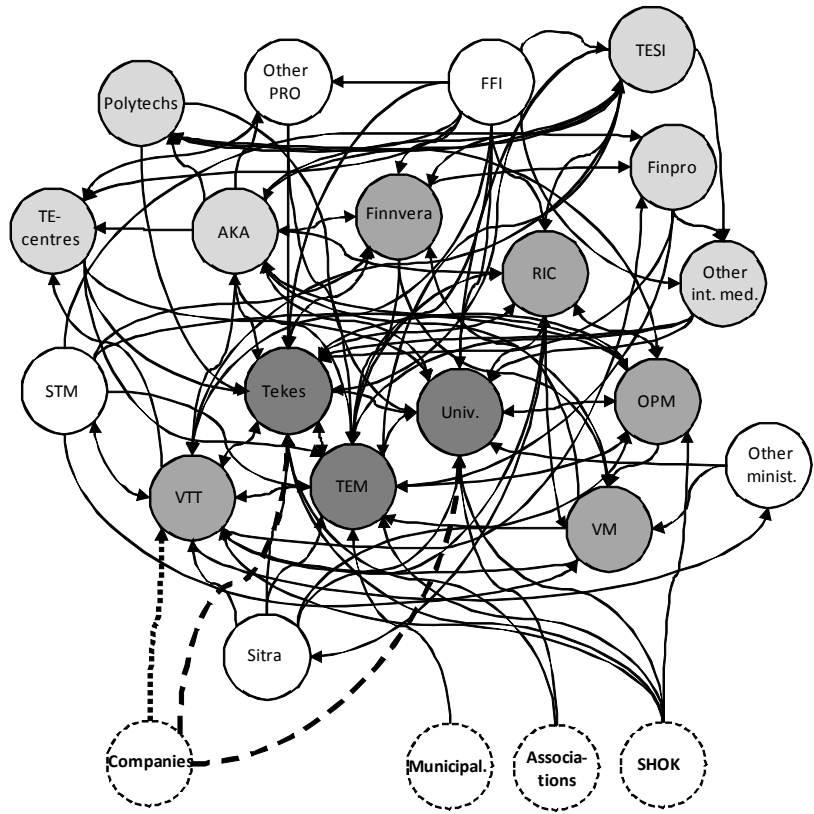 TESI
Other
PRO
FFI
Polytechs
Finpro
TE-
centres
AKA
Finnvera
RIC
Other
int. med.
STM
Tekes
Univ.
OPM
Other
minist.
VTT
TEM
VM
Sitra
Companies
Municipal.
Associa-
tions
SHOK